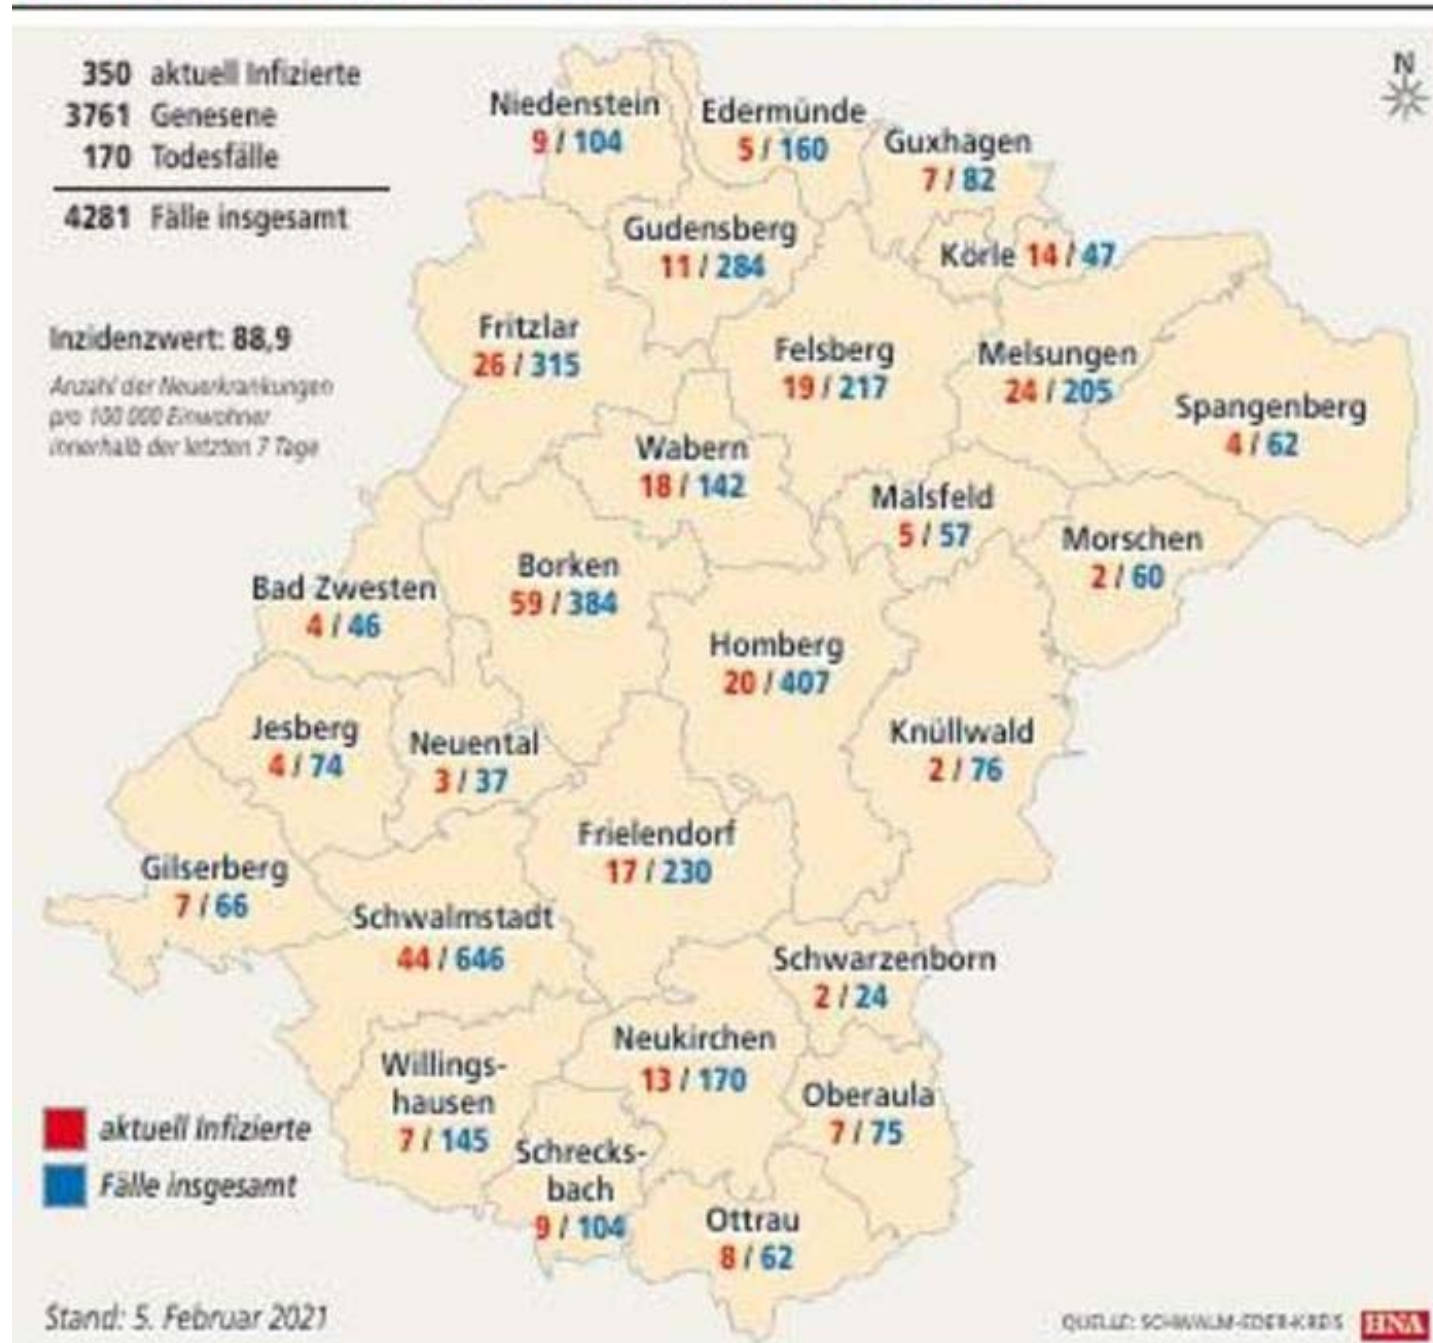 350 aktuell Infizierte
3761 Genesene
170 Todesfälle
4281 Fälle insgesamt
Inzidenzwert: 88,9
Anzahl der Neuerkrankungen
pro 100 000 Einwohner
innerhalb der letzten 7 Tage
N
Niedenstein
9 / 104
Edermünde
5 / 160
Guxhagen
7 / 82
Gudensberg
11 / 284
Körle 14 / 47
Fritzlar
26 / 315
Felsberg
19 / 217
Melsungen
24 / 205
Spangenberg
4 / 62
Wabern
18 / 142
Malsfeld
5 / 57
Morschen
2 / 60
Borken
59 / 384
Bad Zwesten
4 / 46
Homberg
20 / 407
Jesberg
4 / 74
Neuental
3 / 37
Knüllwald
2 / 76
Frielendorf
17 / 230
Gilserberg
7 / 66
Schwalmstadt
44 / 646
Schwarzenborn
2 / 24
Neukirchen
13 / 170
Willings-
hausen
7 / 145
Oberaula
7 / 75
Schrecks-
bach
9 / 104
Ottrau
8 / 62
aktuell Infizierte
Fälle insgesamt
Stand: 5. Februar 2021
QUELLE: SCHWALM-EDER-KREIS HNA